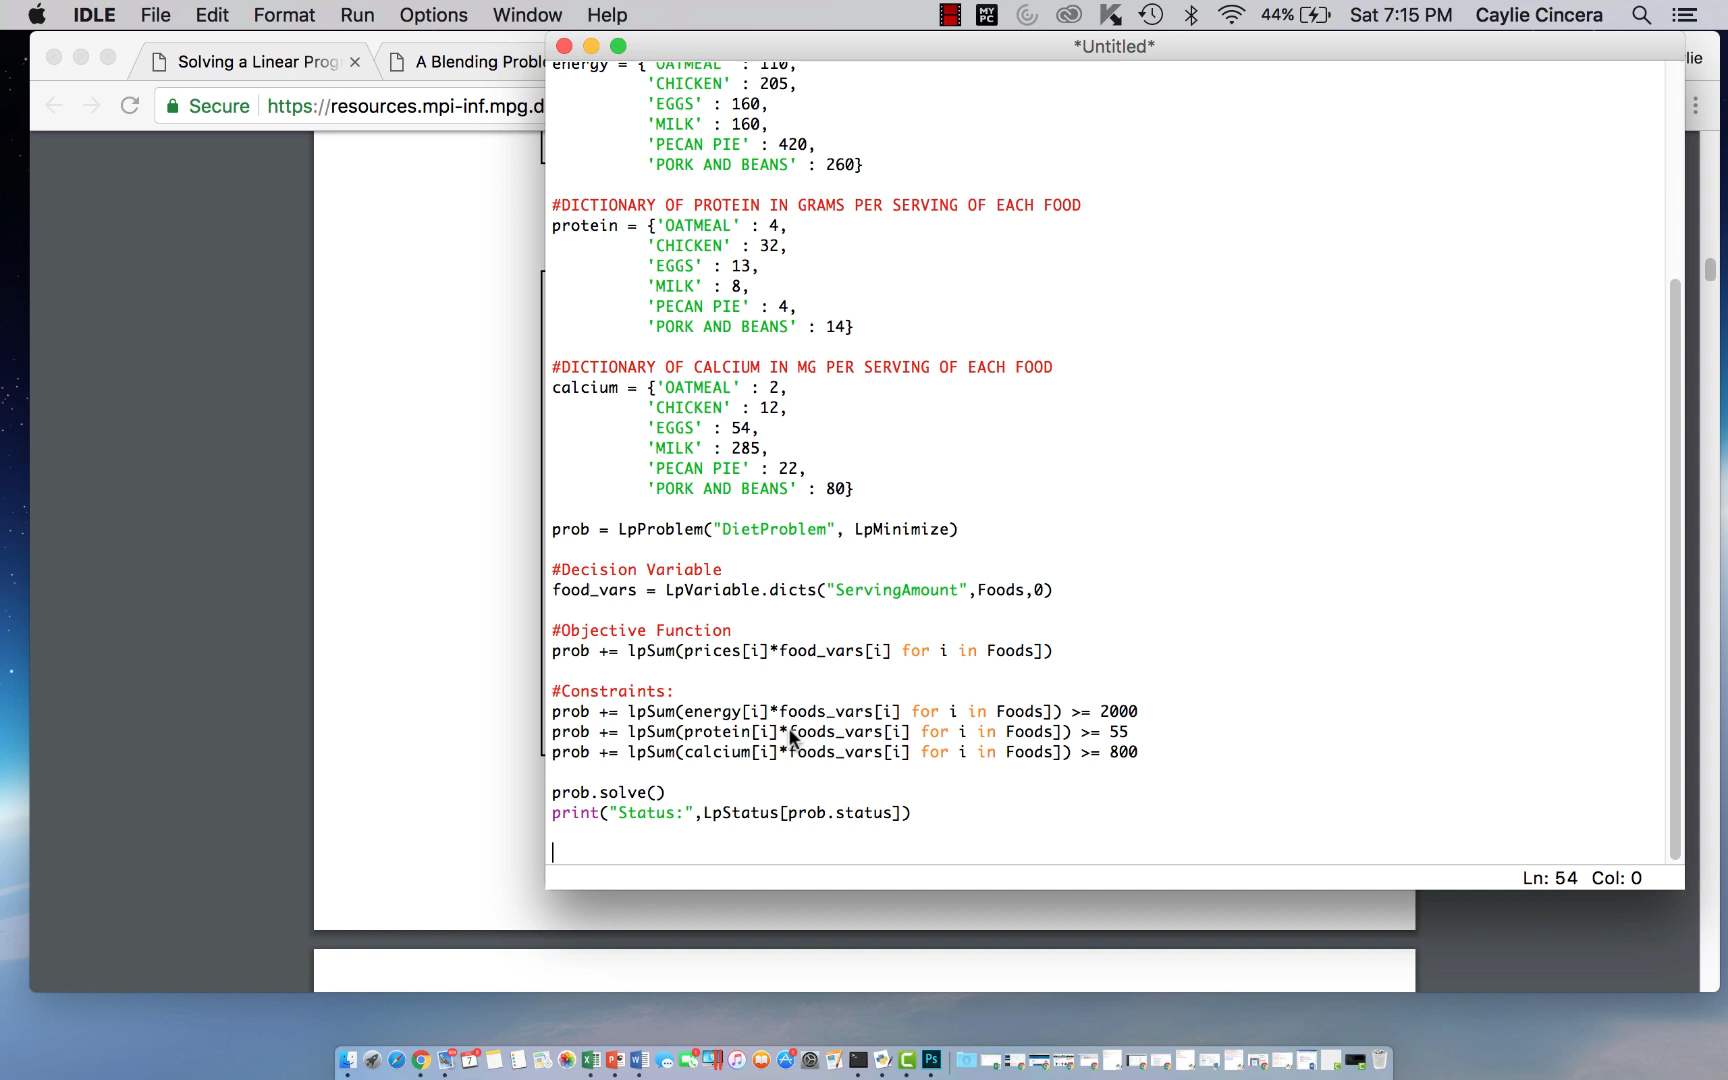 IDLE File Edit Format Run Options Window Help 44% Sat 7:15 PM Caylie Cincera
*Untitled*
Solving a Linear Prog
A Blending Proble
lie
Secure https://resources.mpi-inf.mpg.d
energy = { 'OATMEAL' : 110,
'CHICKEN' : 205,
'EGGS' : 160,
'MILK' : 160,
'PECAN PIE' : 420,
'PORK AND BEANS' : 260}
#DICTIONARY OF PROTEIN IN GRAMS PER SERVING OF EACH FOOD
protein = {'OATMEAL' : 4,
'CHICKEN' : 32,
'EGGS' : 13,
'MILK' : 8,
'PECAN PIE' : 4,
'PORK AND BEANS' : 14}
#DICTIONARY OF CALCIUM IN MG PER SERVING OF EACH FOOD
calcium = {'OATMEAL' : 2,
'CHICKEN' : 12,
'EGGS' : 54,
'MILK' : 285,
'PECAN PIE' : 22,
'PORK AND BEANS' : 80}
prob = LpProblem("DietProblem", LpMinimize)
#Decision Variable
food_vars = LpVariable.dicts("ServingAmount",Foods,0)
#Objective Function
prob += lpSum(prices[i]*food_vars[i] for i in Foods])
#Constraints:
prob += lpSum(energy[i]*foods_vars[i] for i in Foods]) >= 2000
prob += lpSum(protein[i]*foods_vars[i] for i in Foods]) >= 55
prob += lpSum(calcium[i]*foods_vars[i] for i in Foods]) >= 800
prob.solve()
print("Status:",LpStatus[prob.status])
Ln: 54 Col: 0